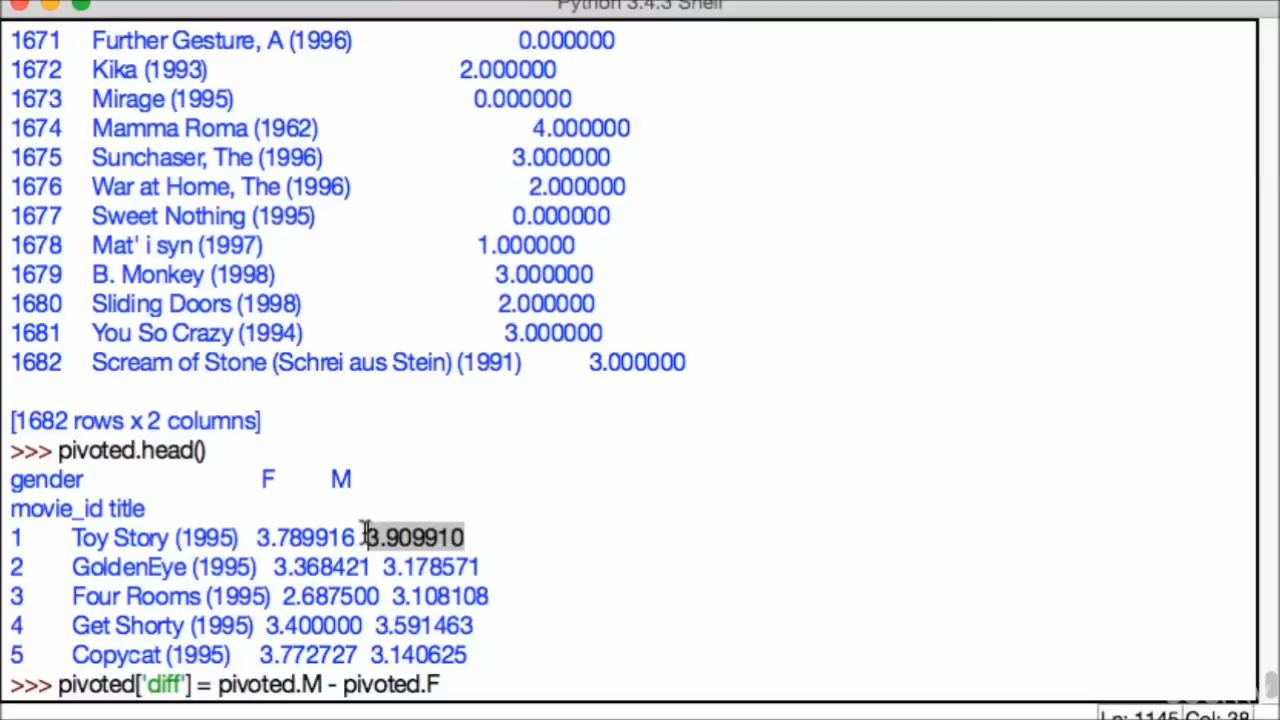 Python 3.4.3 Shell
1671 Further Gesture, A (1996) 0.000000
1672 Kika (1993) 2.000000
1673 Mirage (1995) 0.000000
1674 Mamma Roma (1962) 4.000000
1675 Sunchaser, The (1996) 3.000000
1676 War at Home, The (1996) 2.000000
1677 Sweet Nothing (1995) 0.000000
1678 Mat' i syn (1997) 1.000000
1679 B. Monkey (1998) 3.000000
1680 Sliding Doors (1998) 2.000000
1681 You So Crazy (1994) 3.000000
1682 Scream of Stone (Schrei aus Stein) (1991) 3.000000
[1682 rows x 2 columns]
>>> pivoted.head()
gender F M
movie_id title
1 Toy Story (1995) 3.789916 3.909910
2 GoldenEye (1995) 3.368421 3.178571
3 Four Rooms (1995) 2.687500 3.108108
4 Get Shorty (1995) 3.400000 3.591463
5 Copycat (1995) 3.772727 3.140625
>>> pivoted['diff'] = pivoted.M - pivoted.F
Ln: 1145 Col: 38